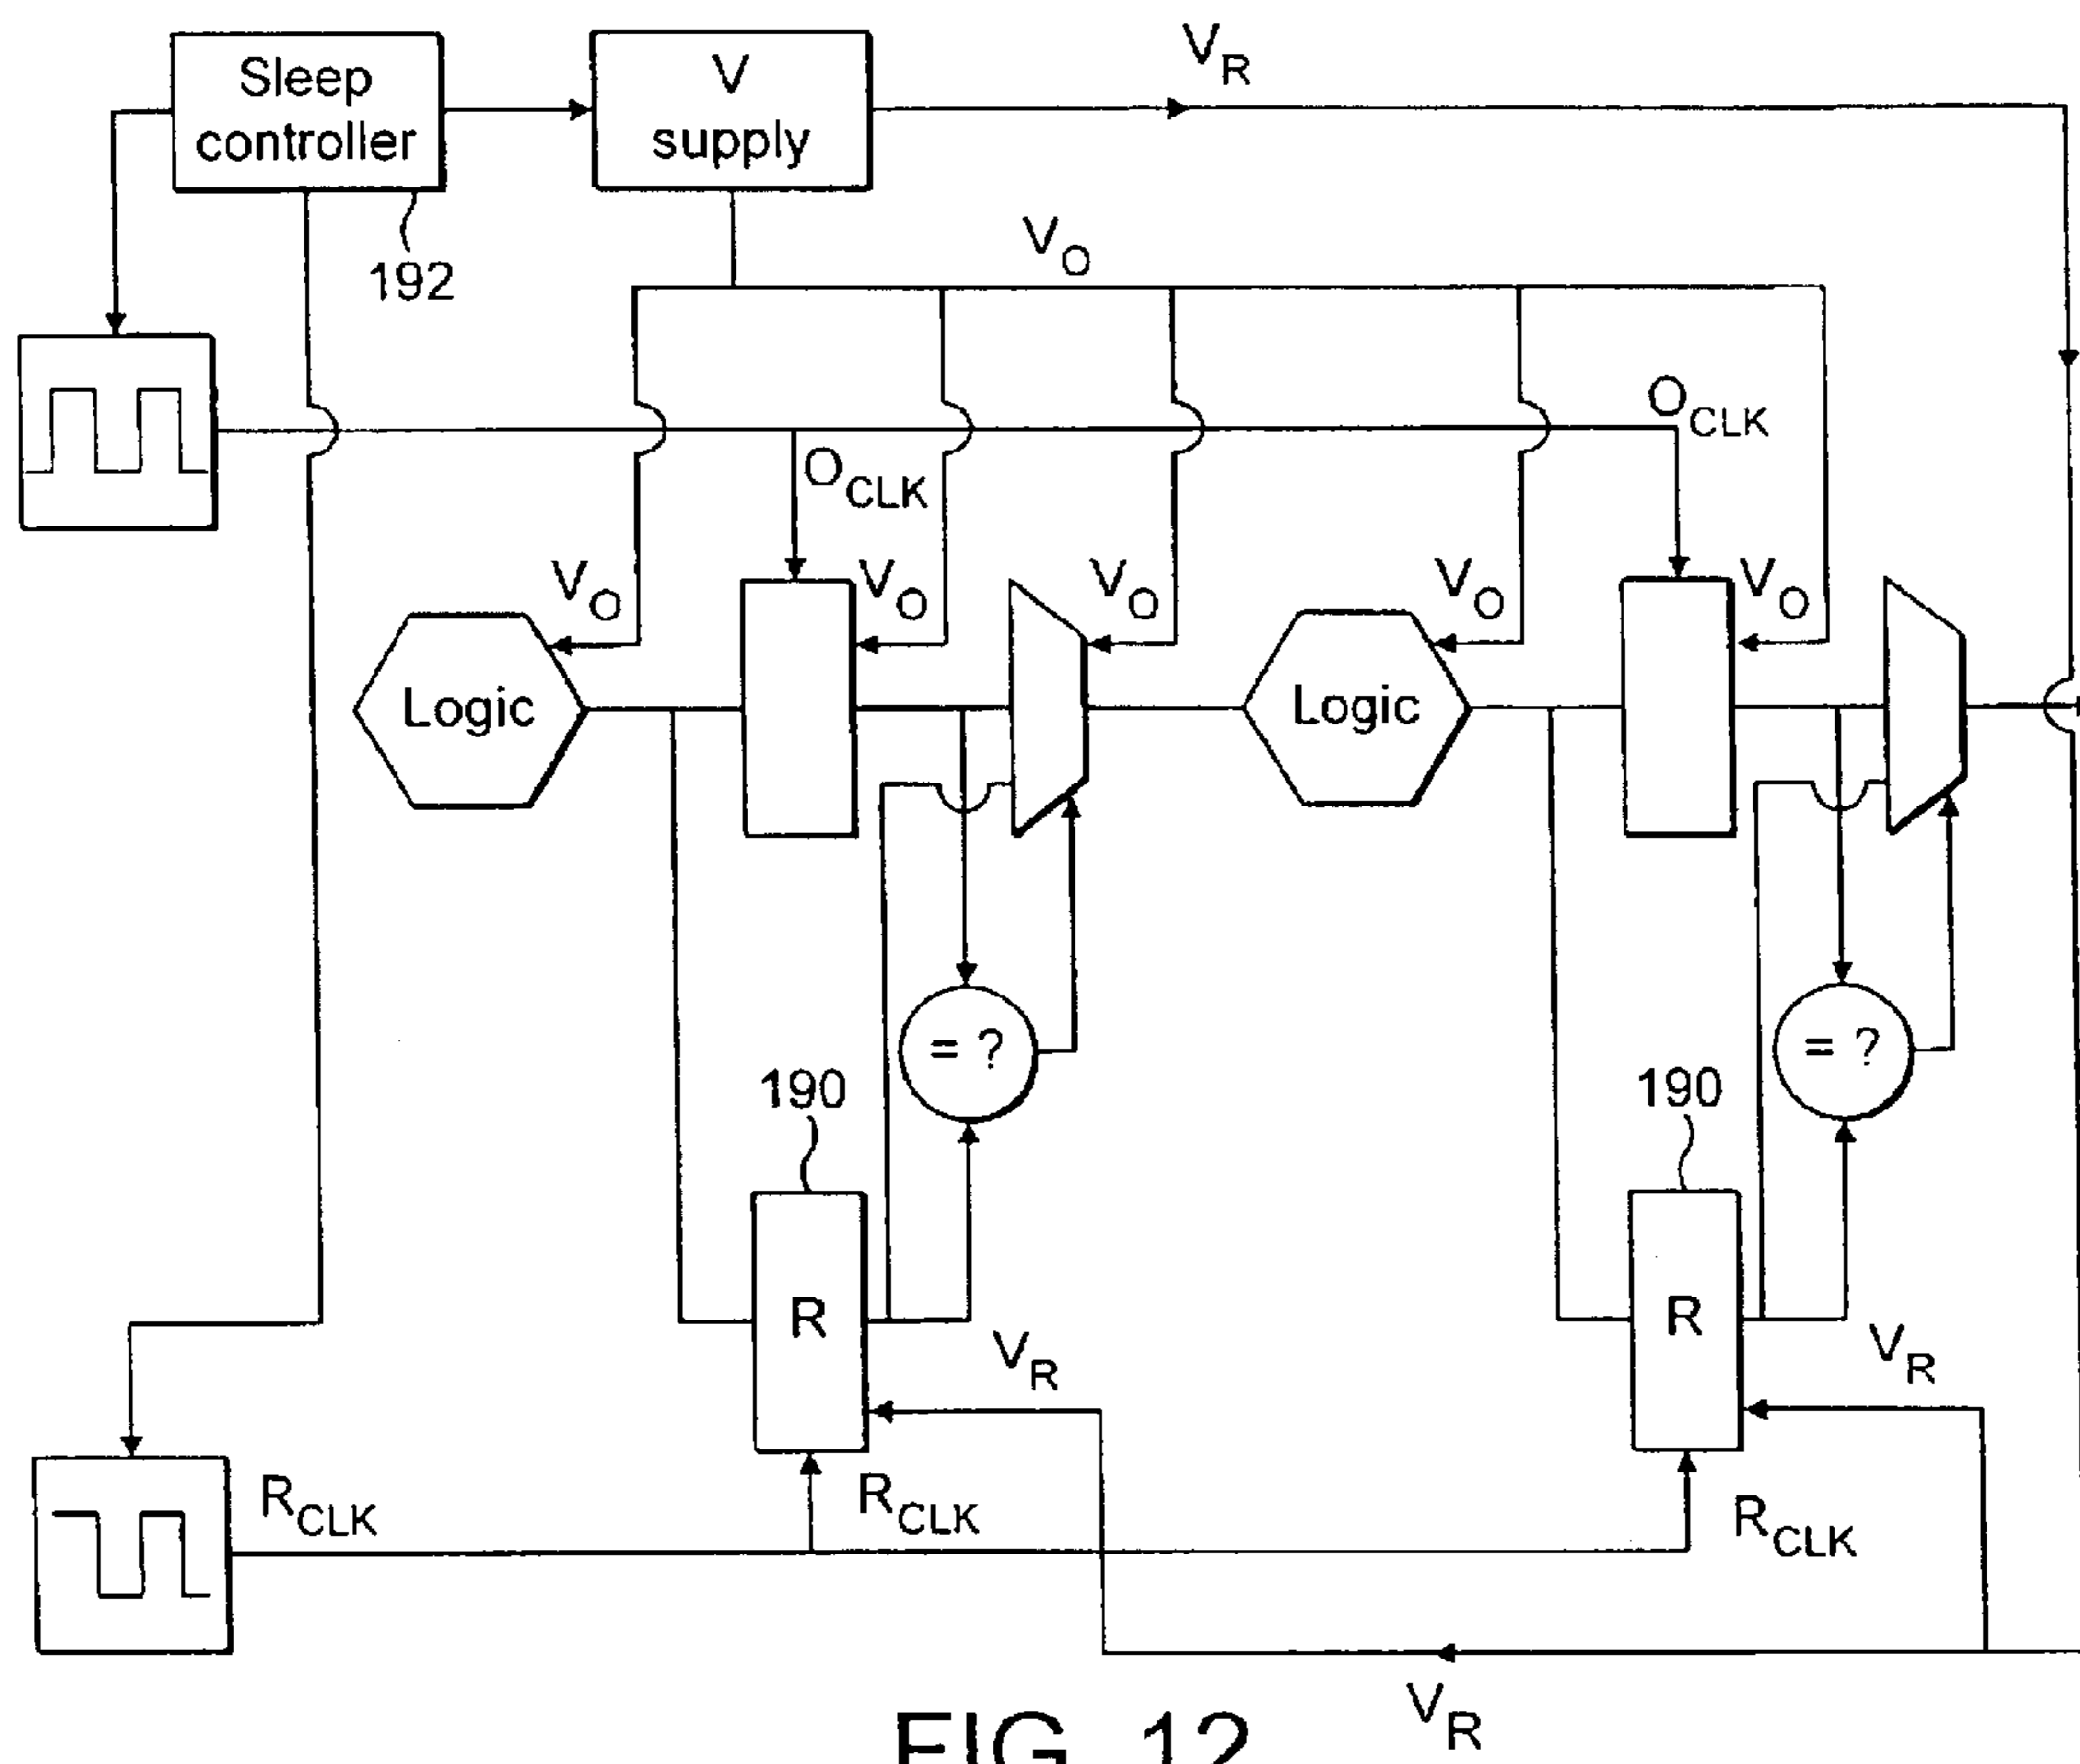 Sleep
controller
V
supply
V_R
192
V_O
O_CLK
O_CLK
V_O
V_O
V_O
V_O
V_O
Logic
Logic
= ?
= ?
190
190
R
R
V_R
V_R
R_CLK
R_CLK
R_CLK
V_R
FIG. 12